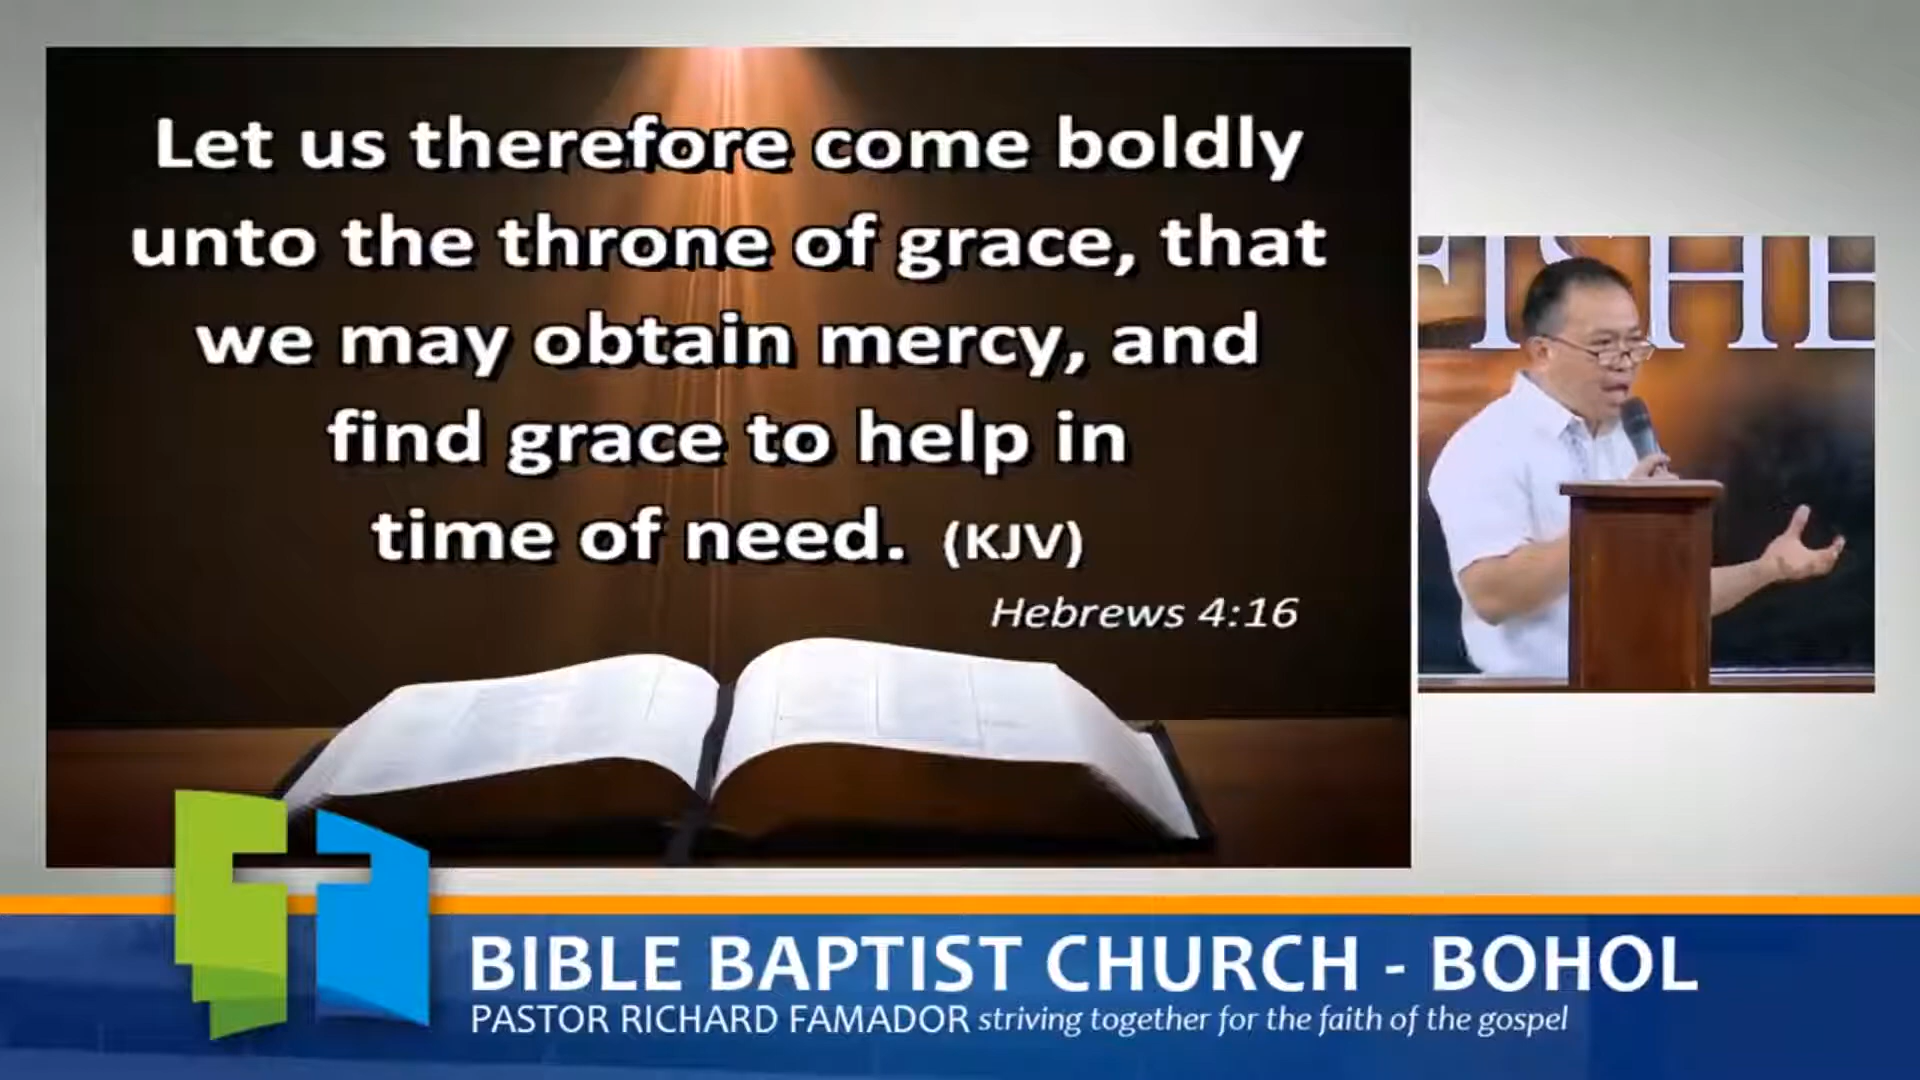 Let us therefore come boldly
unto the throne of grace, that
we may obtain mercy, and
find grace to help in
time of need. (KJV)
Hebrews 4:16
BIBLE BAPTIST CHURCH - BOHOL
PASTOR RICHARD FAMADOR striving together for the faith of the gospel